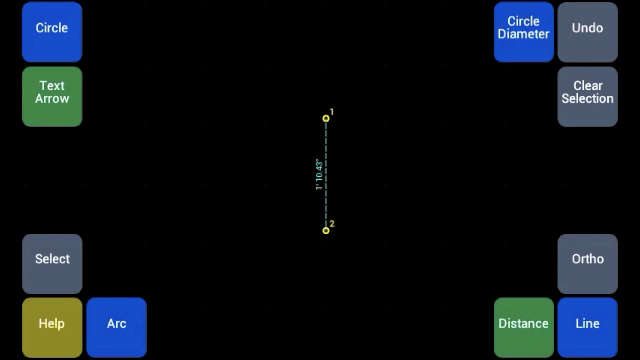 Circle
Circle
Diameter
Undo
Text
Arrow
Clear
Selection
1
1' 10.43"
2
Select
Ortho
Help
Arc
Distance
Line